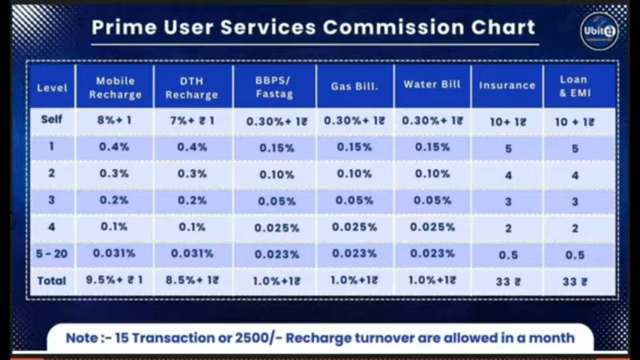 Prime User Services Commission Chart
Ubit
Level Mobile Recharge DTH Recharge BBPS/ Fastag Gas Bill. Water Bill Insurance Loan & EMI
Self 8%+ 1 7%+ ₹ 1 0.30%+ 1₹ 0.30%+ 1₹ 0.30%+ 1₹ 10+ 1₹ 10 + 1₹
1 0.4% 0.4% 0.15% 0.15% 0.15% 5 5
2 0.3% 0.3% 0.10% 0.10% 0.10% 4 4
3 0.2% 0.2% 0.05% 0.05% 0.05% 3 3
4 0.1% 0.1% 0.025% 0.025% 0.025% 2 2
5 - 20 0.031% 0.031% 0.023% 0.023% 0.023% 0.5 0.5
Total 9.5%+ ₹ 1 8.5%+ 1₹ 1.0%+1₹ 1.0%+1₹ 1.0%+1₹ 33 ₹ 33 ₹
Note :- 15 Transaction or 2500/- Recharge turnover are allowed in a month